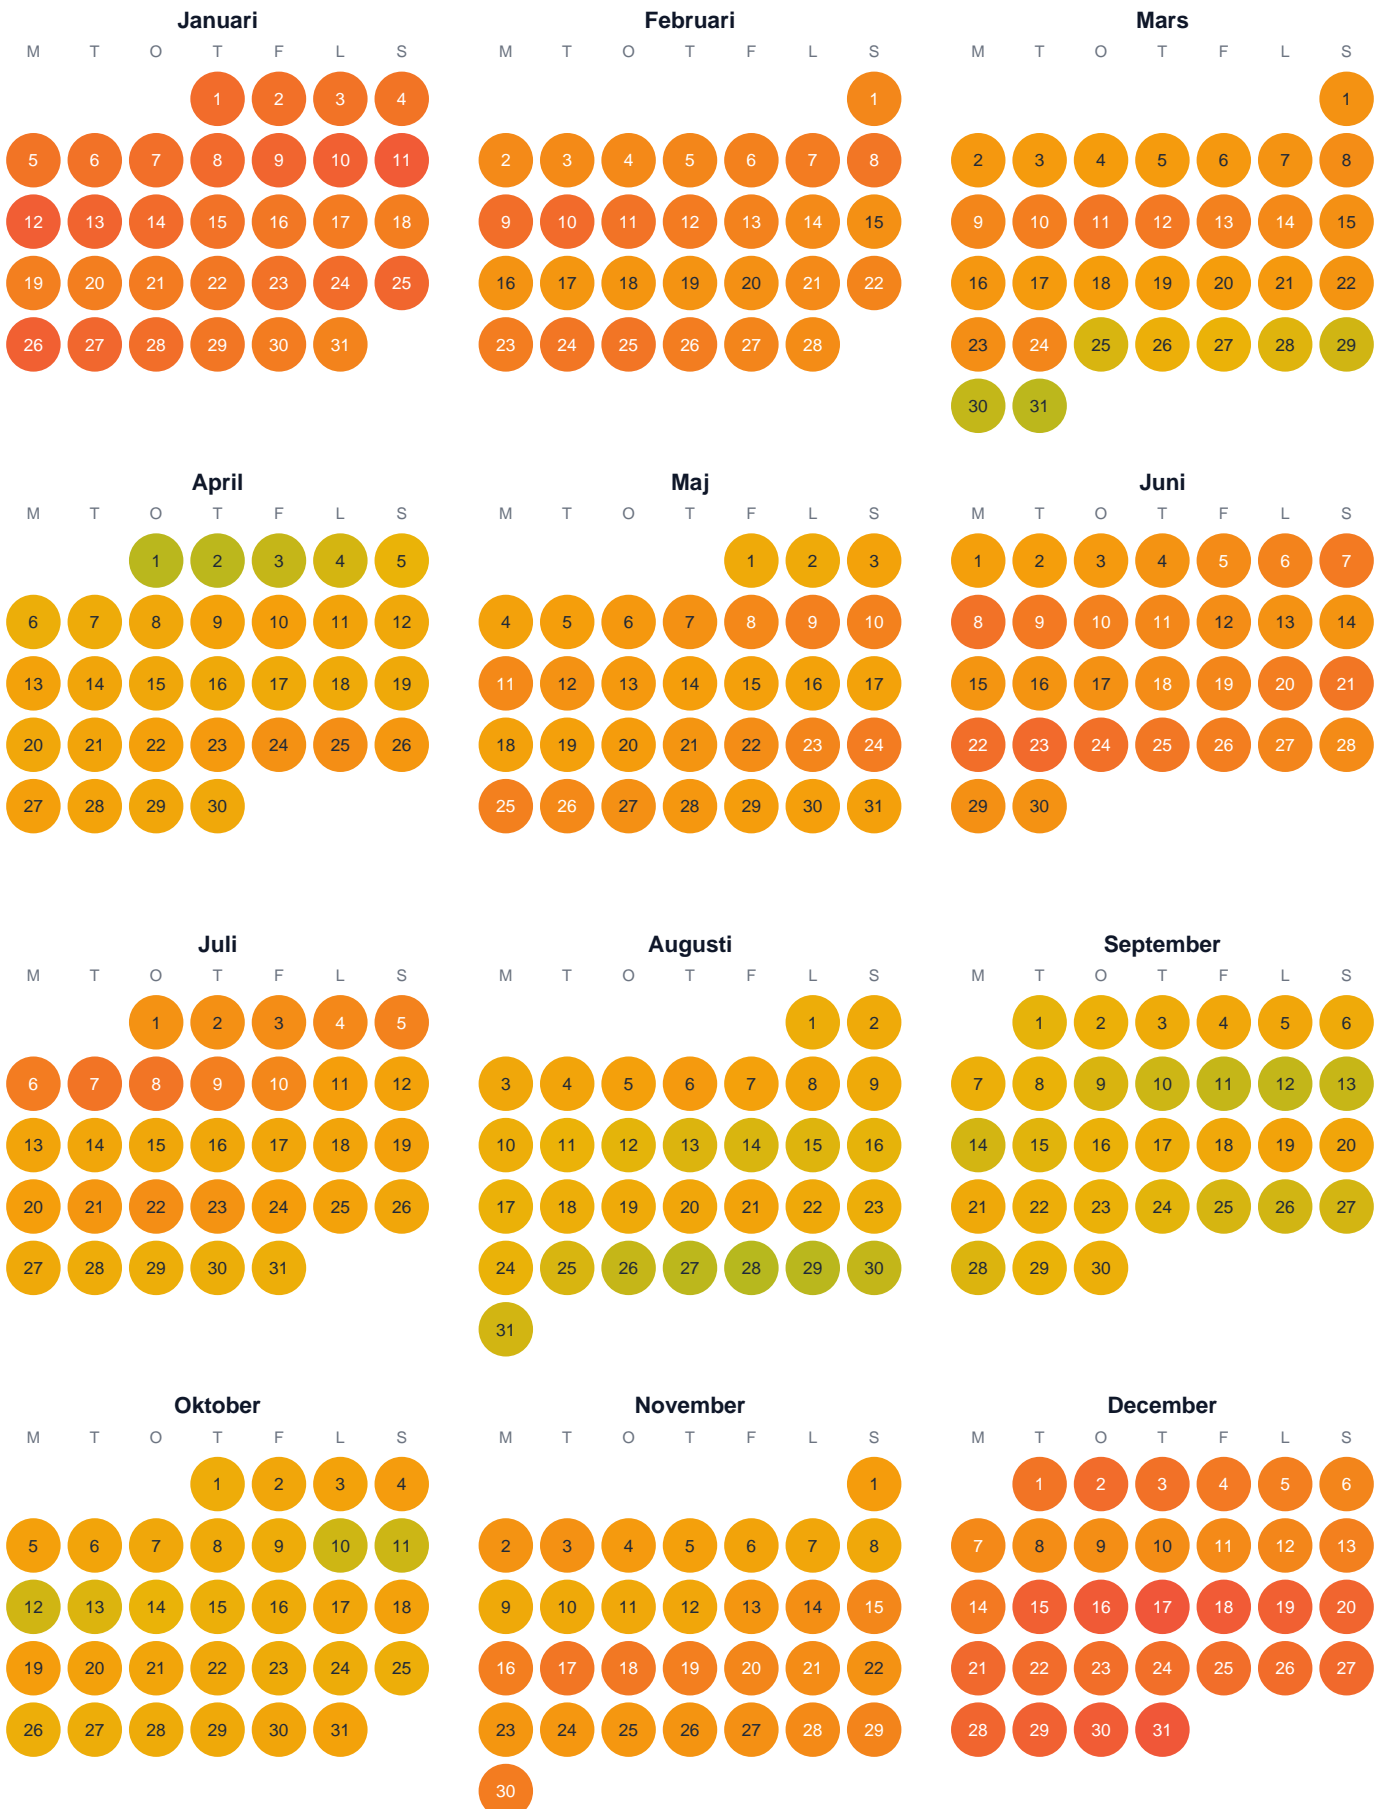 Januari
M T O T F L S
1 2 3 4
5 6 7 8 9 10 11
12 13 14 15 16 17 18
19 20 21 22 23 24 25
26 27 28 29 30 31
Februari
M T O T F L S
1
2 3 4 5 6 7 8
9 10 11 12 13 14 15
16 17 18 19 20 21 22
23 24 25 26 27 28
Mars
M T O T F L S
1
2 3 4 5 6 7 8
9 10 11 12 13 14 15
16 17 18 19 20 21 22
23 24 25 26 27 28 29
30 31
April
M T O T F L S
1 2 3 4 5
6 7 8 9 10 11 12
13 14 15 16 17 18 19
20 21 22 23 24 25 26
27 28 29 30
Maj
M T O T F L S
1 2 3
4 5 6 7 8 9 10
11 12 13 14 15 16 17
18 19 20 21 22 23 24
25 26 27 28 29 30 31
Juni
M T O T F L S
1 2 3 4 5 6 7
8 9 10 11 12 13 14
15 16 17 18 19 20 21
22 23 24 25 26 27 28
29 30
Juli
M T O T F L S
1 2 3 4 5
6 7 8 9 10 11 12
13 14 15 16 17 18 19
20 21 22 23 24 25 26
27 28 29 30 31
Augusti
M T O T F L S
1 2
3 4 5 6 7 8 9
10 11 12 13 14 15 16
17 18 19 20 21 22 23
24 25 26 27 28 29 30
31
September
M T O T F L S
1 2 3 4 5 6
7 8 9 10 11 12 13
14 15 16 17 18 19 20
21 22 23 24 25 26 27
28 29 30
Oktober
M T O T F L S
1 2 3 4
5 6 7 8 9 10 11
12 13 14 15 16 17 18
19 20 21 22 23 24 25
26 27 28 29 30 31
November
M T O T F L S
1
2 3 4 5 6 7 8
9 10 11 12 13 14 15
16 17 18 19 20 21 22
23 24 25 26 27 28 29
30
December
M T O T F L S
1 2 3 4 5 6
7 8 9 10 11 12 13
14 15 16 17 18 19 20
21 22 23 24 25 26 27
28 29 30 31